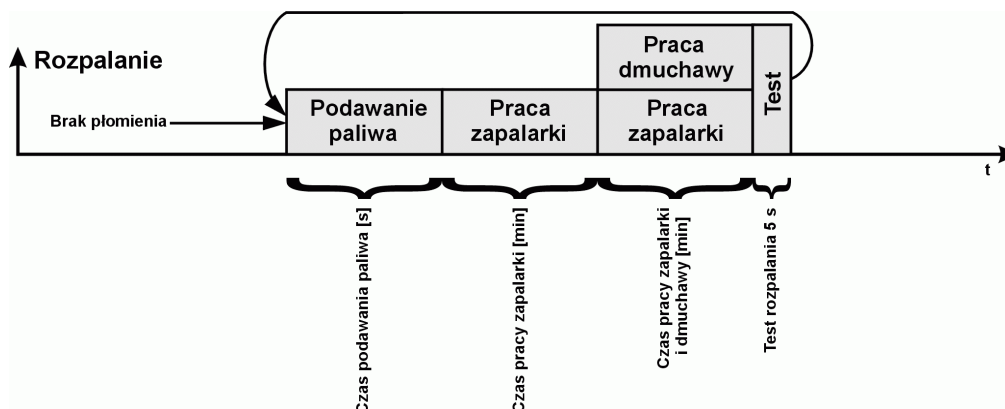 Rozpalanie
Brak płomienia
Podawanie
paliwa
Praca
zapalarki
Praca
dmuchawy
Praca
zapalarki
Test
t
Czas podawania paliwa [s]
Czas pracy zapalarki [min]
Czas pracy zapalarki
i dmuchawy [min]
Test rozpalania 5 s